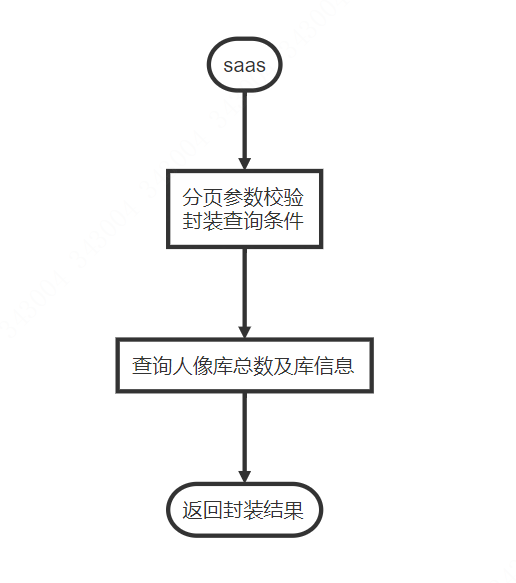 saas
分页参数校验
封装查询条件
查询人像库总数及库信息
返回封装结果